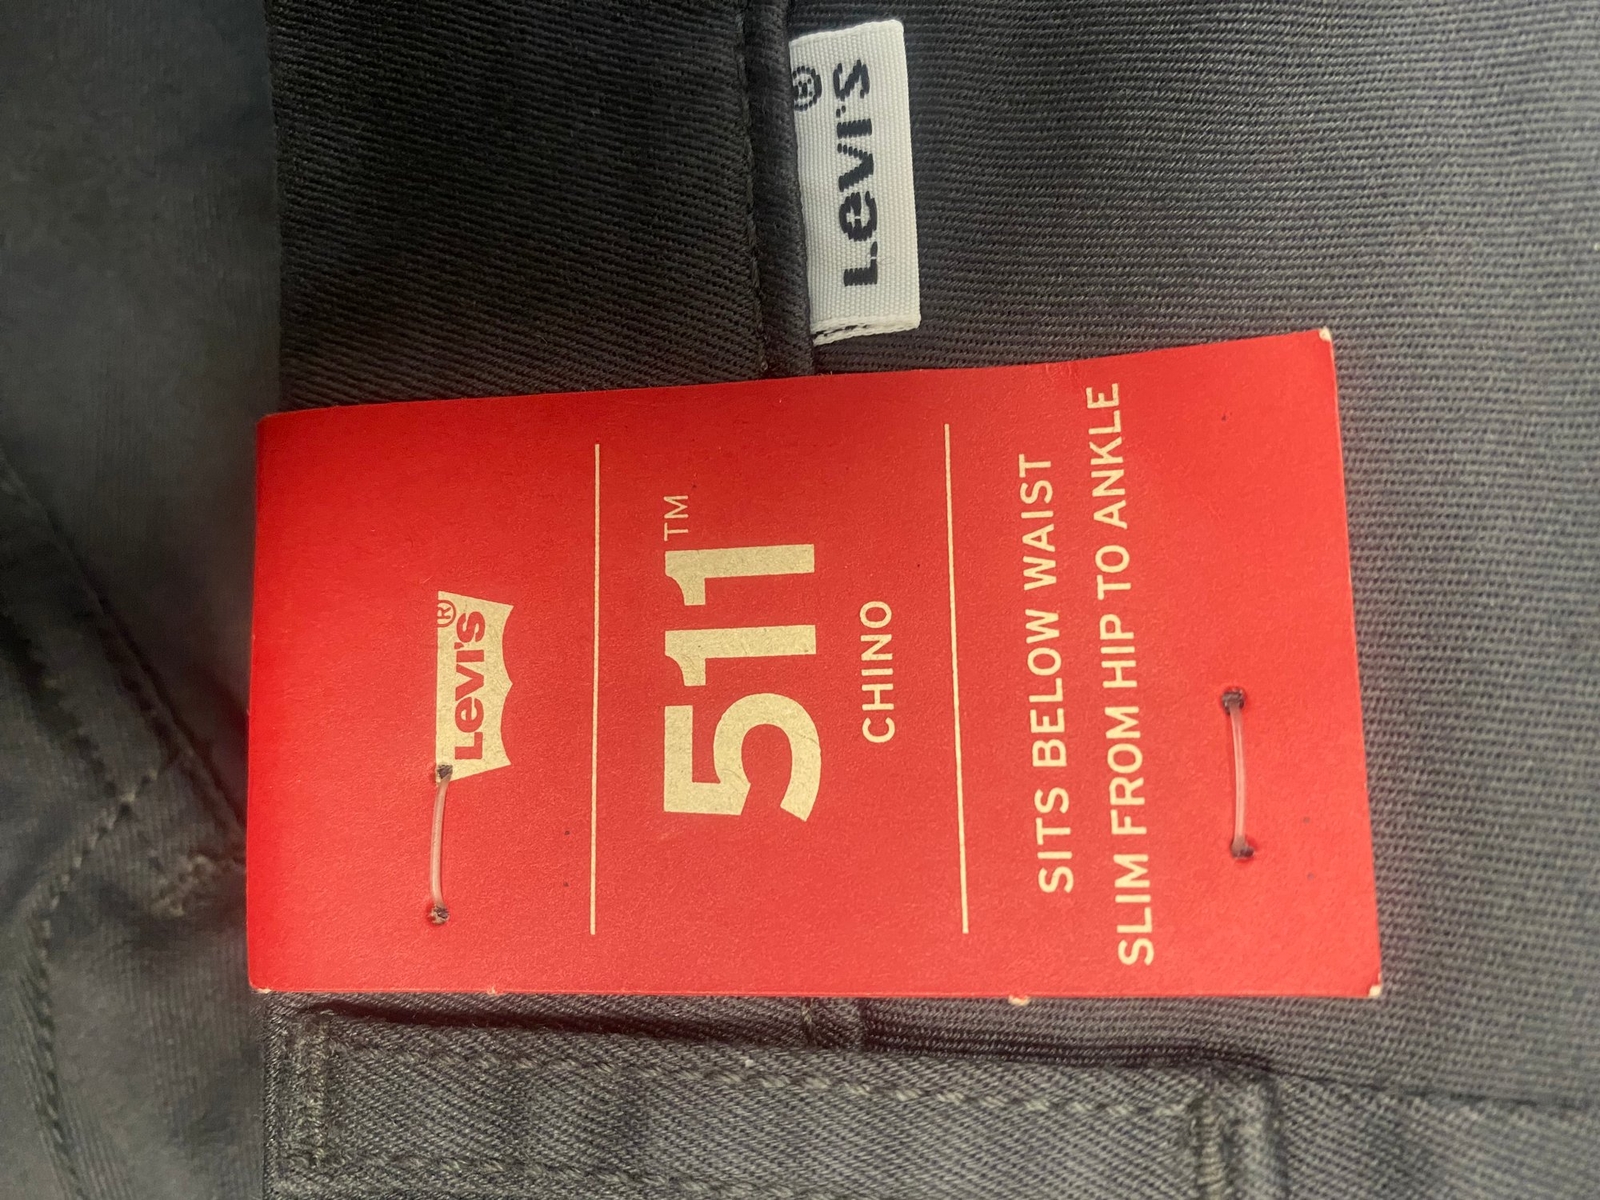 Levi's®
Levi's®
511™
CHINO
SITS BELOW WAIST
SLIM FROM HIP TO ANKLE